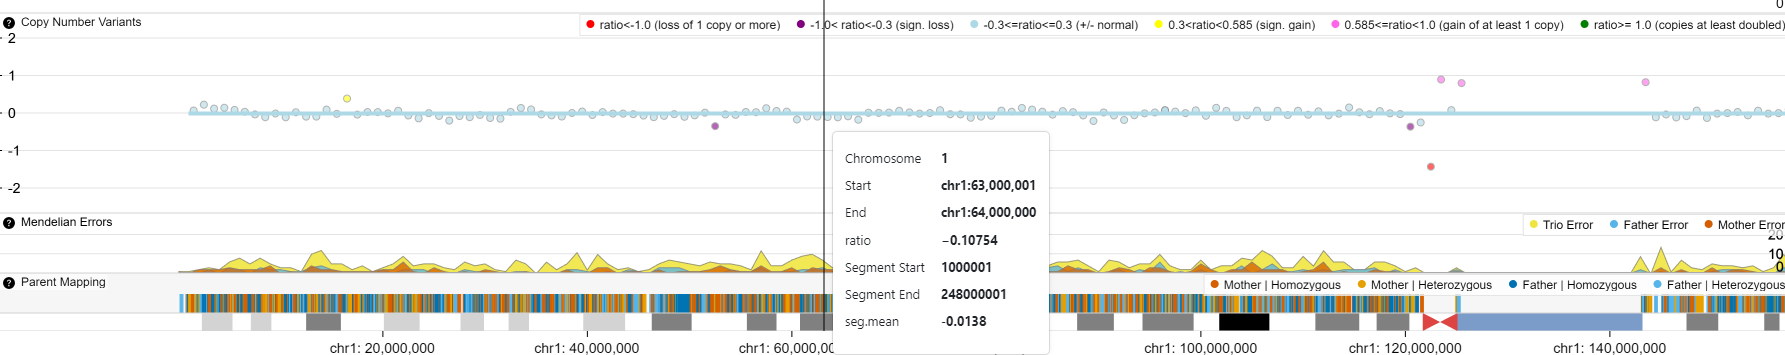 0
? Copy Number Variants
ratio<-1.0 (loss of 1 copy or more) -1.0< ratio<-0.3 (sign. loss) -0.3<=ratio<=0.3 (+/- normal) 0.3<ratio<0.585 (sign. gain) 0.585<=ratio<1.0 (gain of at least 1 copy) ratio>= 1.0 (copies at least doubled)
2
1
0
-1
-2
Chromosome 1
Start chr1:63,000,001
End chr1:64,000,000
ratio −0.10754
Segment Start 1000001
Segment End 248000001
seg.mean -0.0138
? Mendelian Errors
Trio Error Father Error Mother Error
20
10
0
? Parent Mapping
Mother | Homozygous Mother | Heterozygous Father | Homozygous Father | Heterozygous
chr1: 20,000,000 chr1: 40,000,000 chr1: 60,000,0 chr1: 100,000,000 chr1: 120,000,000 chr1: 140,000,000